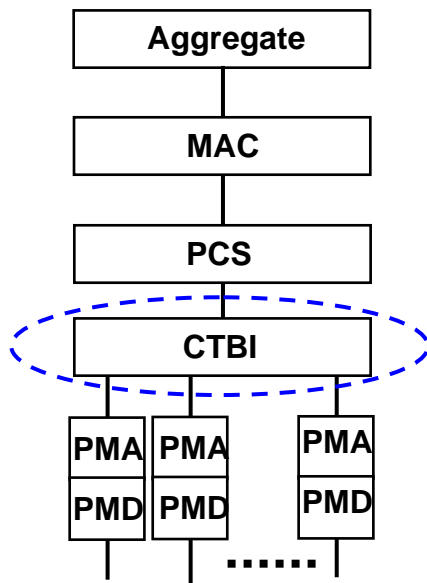 Aggregate
MAC
PCS
CTBI
PMA PMA PMA
PMD PMD PMD
.......